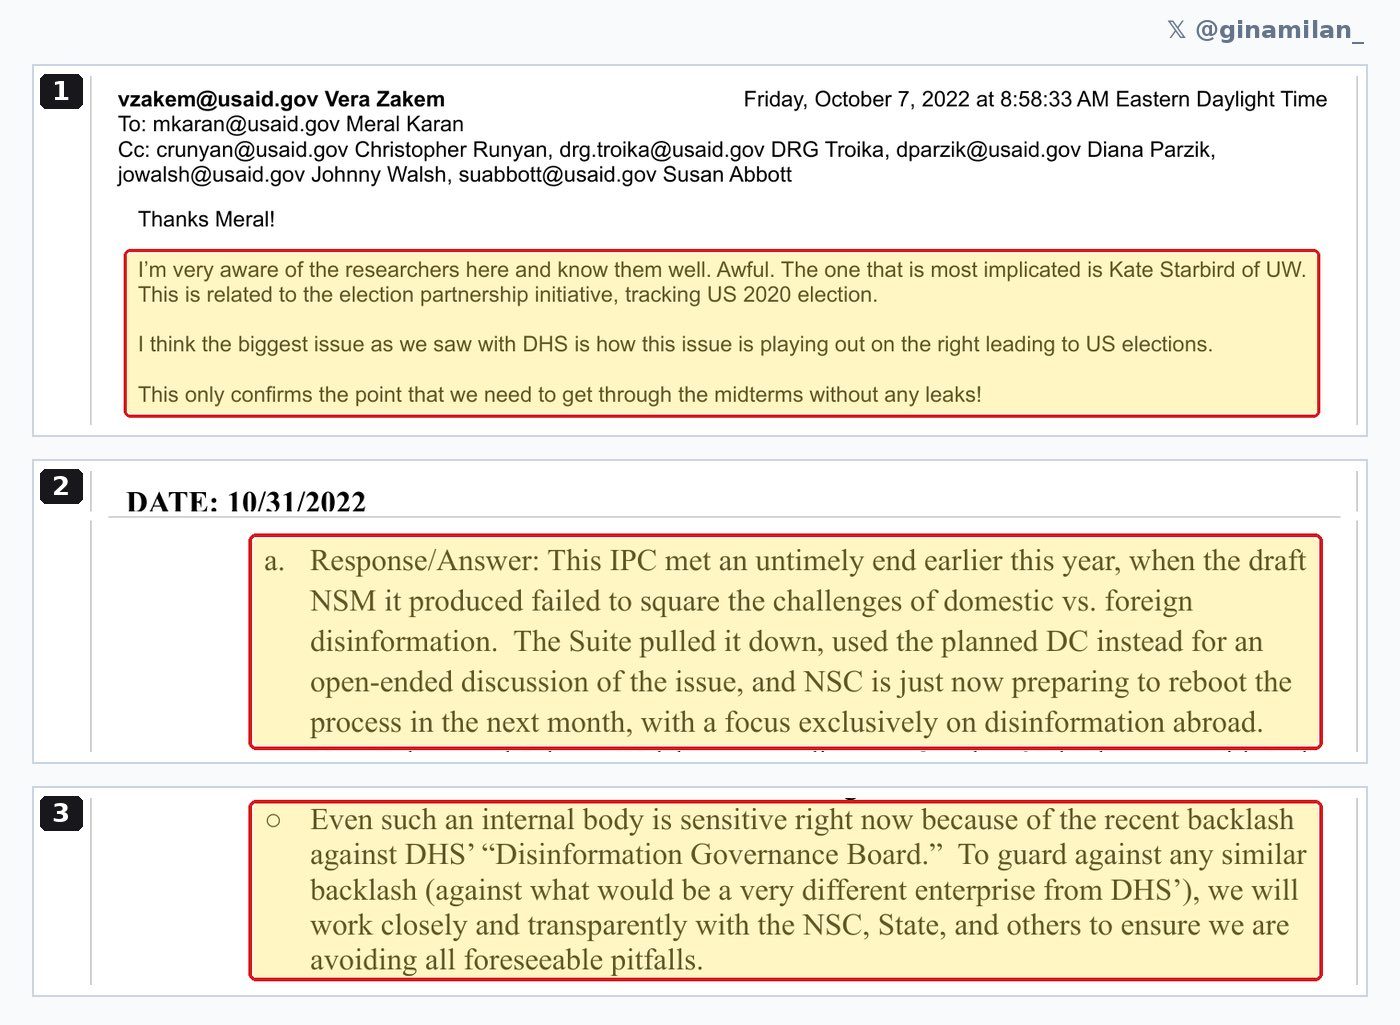 𝕏 @ginamilan_
1
vzakem@usaid.gov Vera Zakem Friday, October 7, 2022 at 8:58:33 AM Eastern Daylight Time
To: mkaran@usaid.gov Meral Karan
Cc: crunyan@usaid.gov Christopher Runyan, drg.troika@usaid.gov DRG Troika, dparzik@usaid.gov Diana Parzik,
jowalsh@usaid.gov Johnny Walsh, suabbott@usaid.gov Susan Abbott
Thanks Meral!
I’m very aware of the researchers here and know them well. Awful. The one that is most implicated is Kate Starbird of UW.
This is related to the election partnership initiative, tracking US 2020 election.
I think the biggest issue as we saw with DHS is how this issue is playing out on the right leading to US elections.
This only confirms the point that we need to get through the midterms without any leaks!
2
DATE: 10/31/2022
a. Response/Answer: This IPC met an untimely end earlier this year, when the draft
NSM it produced failed to square the challenges of domestic vs. foreign
disinformation.  The Suite pulled it down, used the planned DC instead for an
open-ended discussion of the issue, and NSC is just now preparing to reboot the
process in the next month, with a focus exclusively on disinformation abroad.
3
○ Even such an internal body is sensitive right now because of the recent backlash
against DHS’ “Disinformation Governance Board.”  To guard against any similar
backlash (against what would be a very different enterprise from DHS’), we will
work closely and transparently with the NSC, State, and others to ensure we are
avoiding all foreseeable pitfalls.